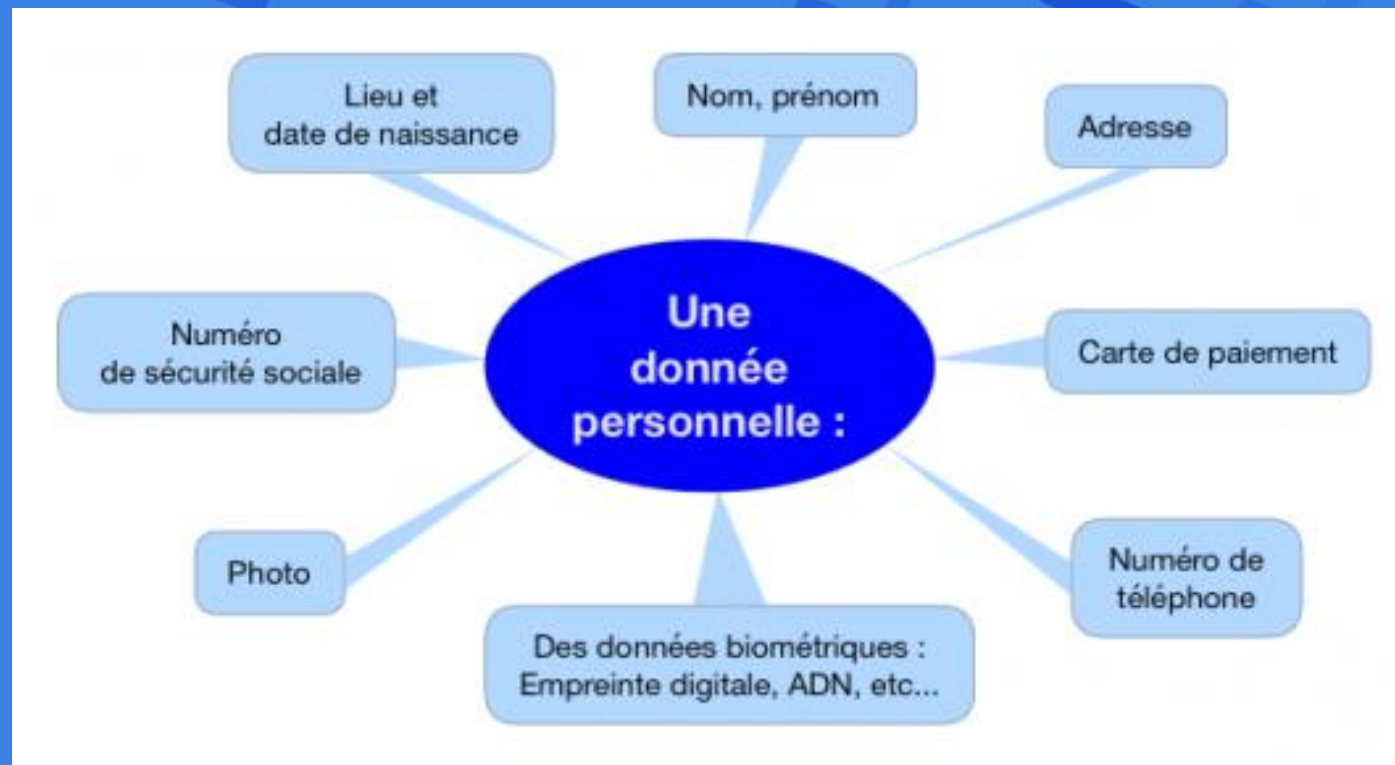 Lieu et
date de naissance
Nom, prénom
Adresse
Une
donnée
personnelle :
Numéro
de sécurité sociale
Carte de paiement
Photo
Numéro de
téléphone
Des données biométriques :
Empreinte digitale, ADN, etc...